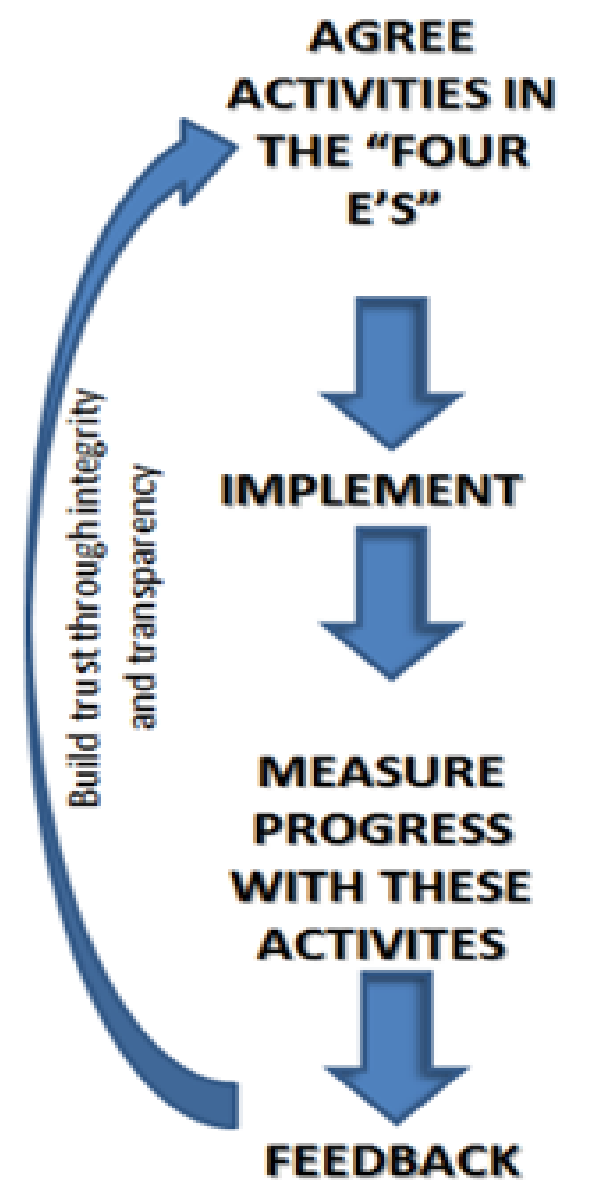 AGREE
ACTIVITIES IN
THE “FOUR
E’S”
IMPLEMENT
MEASURE
PROGRESS
WITH THESE
ACTIVITES
FEEDBACK
Build trust through integrity
and transparency